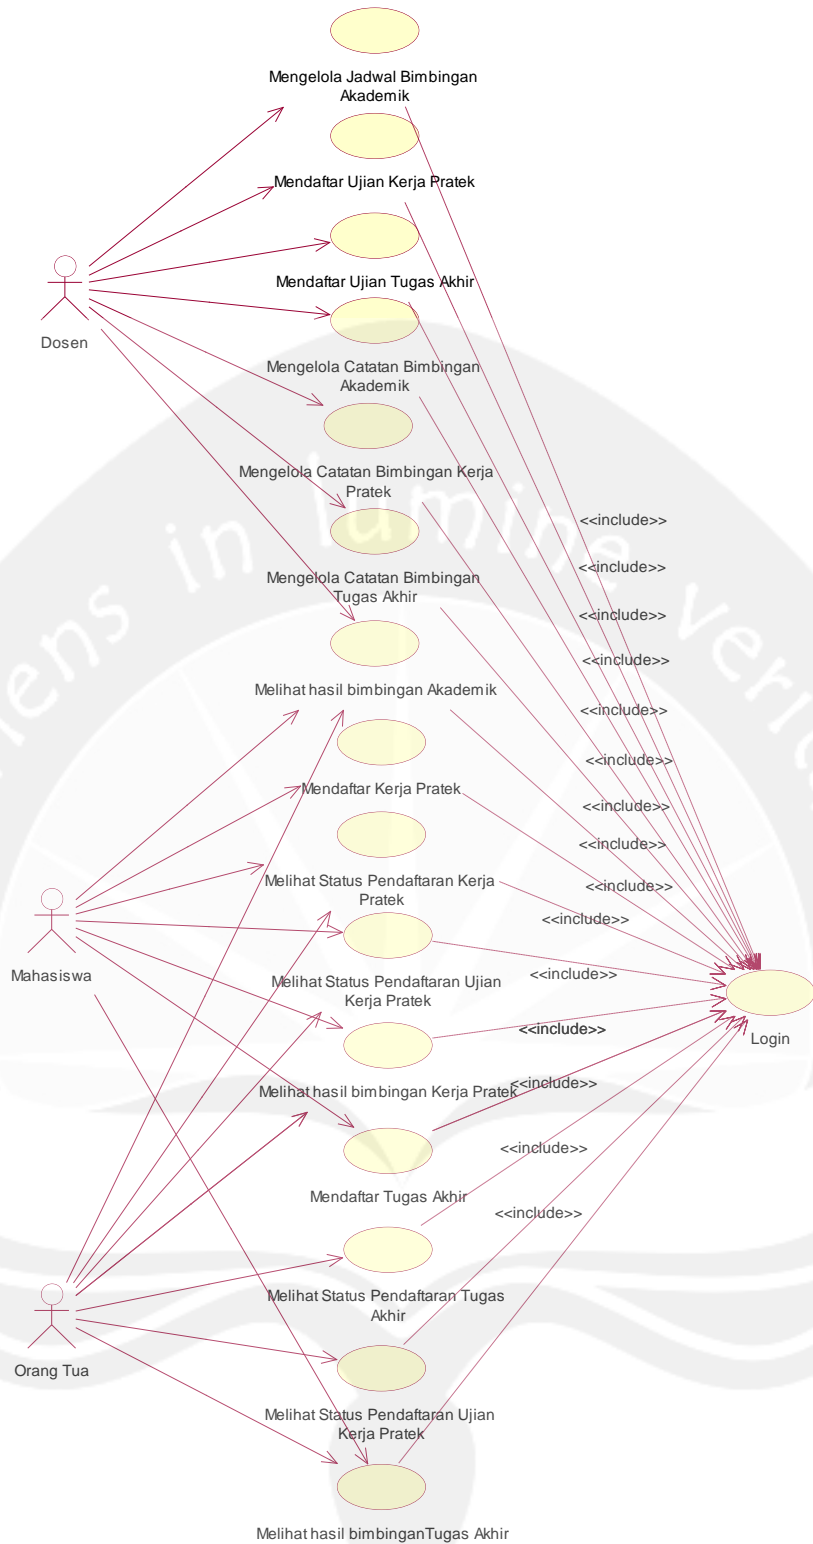 Mengelola Jadwal Bimbingan
Akademik
Mendaftar Ujian Kerja Pratek
Mendaftar Ujian Tugas Akhir
Dosen
Mengelola Catatan Bimbingan
Akademik
Mengelola Catatan Bimbingan Kerja
Pratek
<<include>>
<<include>>
Mengelola Catatan Bimbingan
Tugas Akhir
<<include>>
<<include>>
Melihat hasil bimbingan Akademik
<<include>>
<<include>>
Mendaftar Kerja Pratek
<<include>>
<<include>>
Melihat Status Pendaftaran Kerja
Pratek
<<include>>
<<include>>
Mahasiswa
Melihat Status Pendaftaran Ujian
Kerja Pratek
<<include>>
<<include>>
Login
Melihat hasil bimbingan Kerja Pratek
<<include>>
Mendaftar Tugas Akhir
<<include>>
<<include>>
Melihat Status Pendaftaran Tugas
Akhir
Orang Tua
Melihat Status Pendaftaran Ujian
Kerja Pratek
Melihat hasil bimbinganTugas Akhir
mens in lumine verita